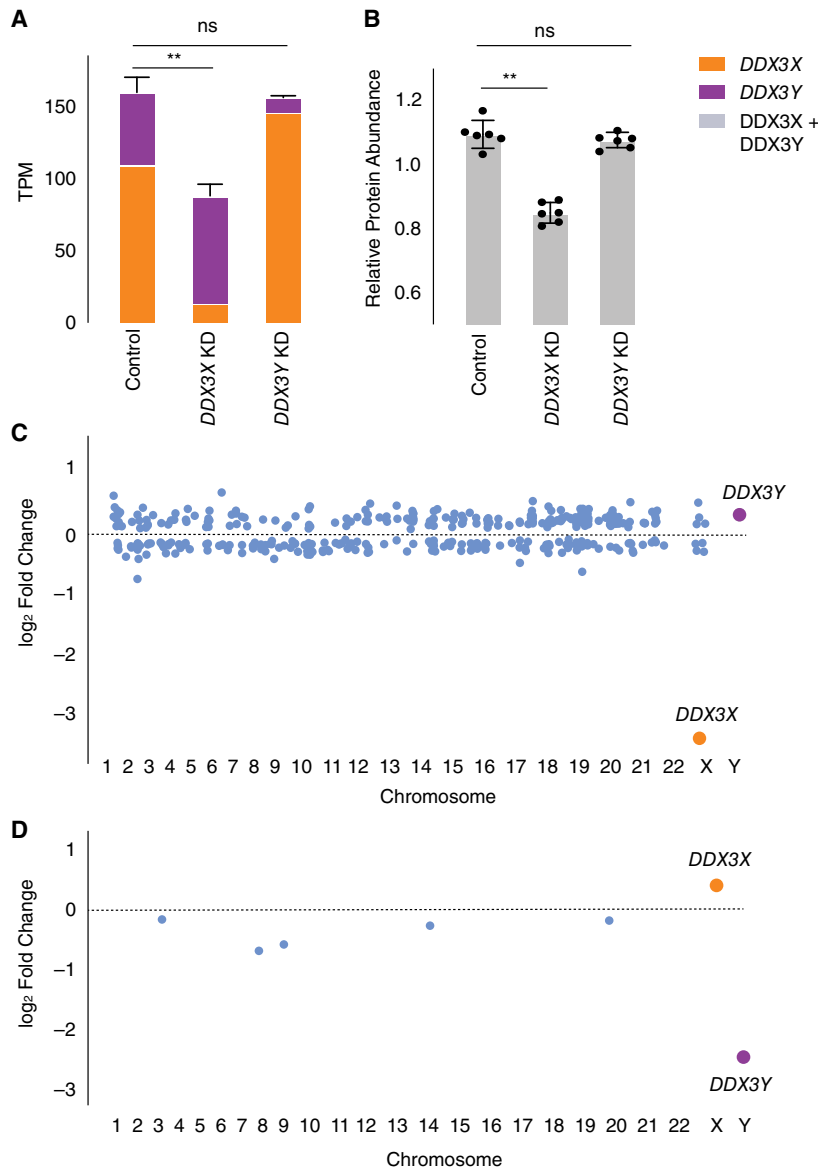 A
ns
**
TPM
150
100
50
0
Control
DDX3X KD
DDX3Y KD
B
ns
**
Relative Protein Abundance
1.2
1.0
0.8
0.6
Control
DDX3X KD
DDX3Y KD
DDX3X
DDX3Y
DDX3X +
DDX3Y
C
log2 Fold Change
1
0
–1
–2
–3
DDX3Y
DDX3X
1 2 3 4 5 6 7 8 9 10 11 12 13 14 15 16 17 18 19 20 21 22 X Y
Chromosome
D
log2 Fold Change
1
0
–1
–2
–3
DDX3X
DDX3Y
1 2 3 4 5 6 7 8 9 10 11 12 13 14 15 16 17 18 19 20 21 22 X Y
Chromosome